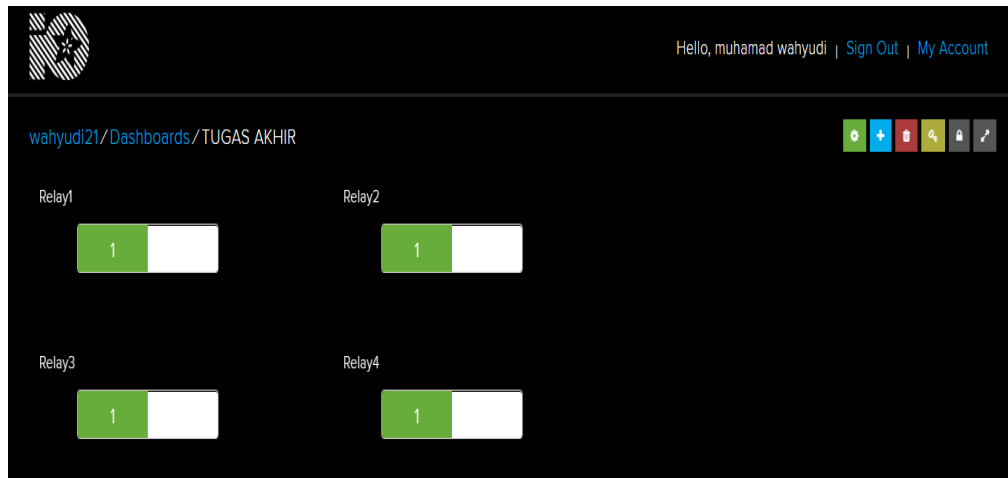 iO
Hello, muhamad wahyudi | Sign Out | My Account
wahyudi21/Dashboards/TUGAS AKHIR
Relay1 Relay2
1 1
Relay3 Relay4
1 1